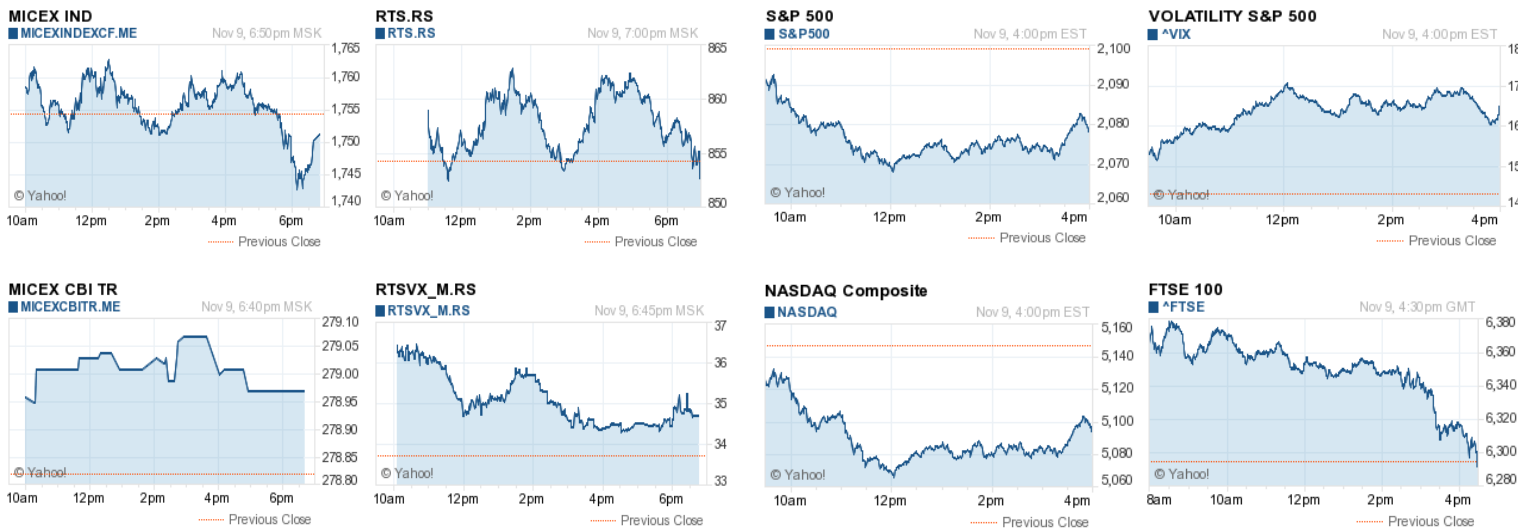 MICEX IND
MICEXINDEXCF.ME Nov 9, 6:50pm MSK
1,765
1,760
1,755
1,750
1,745
1,740
© Yahoo!
10am 12pm 2pm 4pm 6pm
Previous Close
RTS.RS
RTS.RS Nov 9, 7:00pm MSK
865
860
855
850
© Yahoo!
10am 12pm 2pm 4pm 6pm
Previous Close
S&P 500
S&P500 Nov 9, 4:00pm EST
2,100
2,090
2,080
2,070
2,060
© Yahoo!
10am 12pm 2pm 4pm
Previous Close
VOLATILITY S&P 500
^VIX Nov 9, 4:00pm EST
18
17
16
15
14
© Yahoo!
10am 12pm 2pm 4pm
Previous Close
MICEX CBI TR
MICEXCBITR.ME Nov 9, 6:40pm MSK
279.10
279.05
279.00
278.95
278.90
278.85
278.80
© Yahoo!
10am 12pm 2pm 4pm 6pm
Previous Close
RTSVX_M.RS
RTSVX_M.RS Nov 9, 6:45pm MSK
37
36
35
34
33
© Yahoo!
10am 12pm 2pm 4pm 6pm
Previous Close
NASDAQ Composite
NASDAQ Nov 9, 4:00pm EST
5,160
5,140
5,120
5,100
5,080
5,060
© Yahoo!
10am 12pm 2pm 4pm
Previous Close
FTSE 100
^FTSE Nov 9, 4:30pm GMT
6,380
6,360
6,340
6,320
6,300
6,280
© Yahoo!
8am 10am 12pm 2pm 4pm
Previous Close